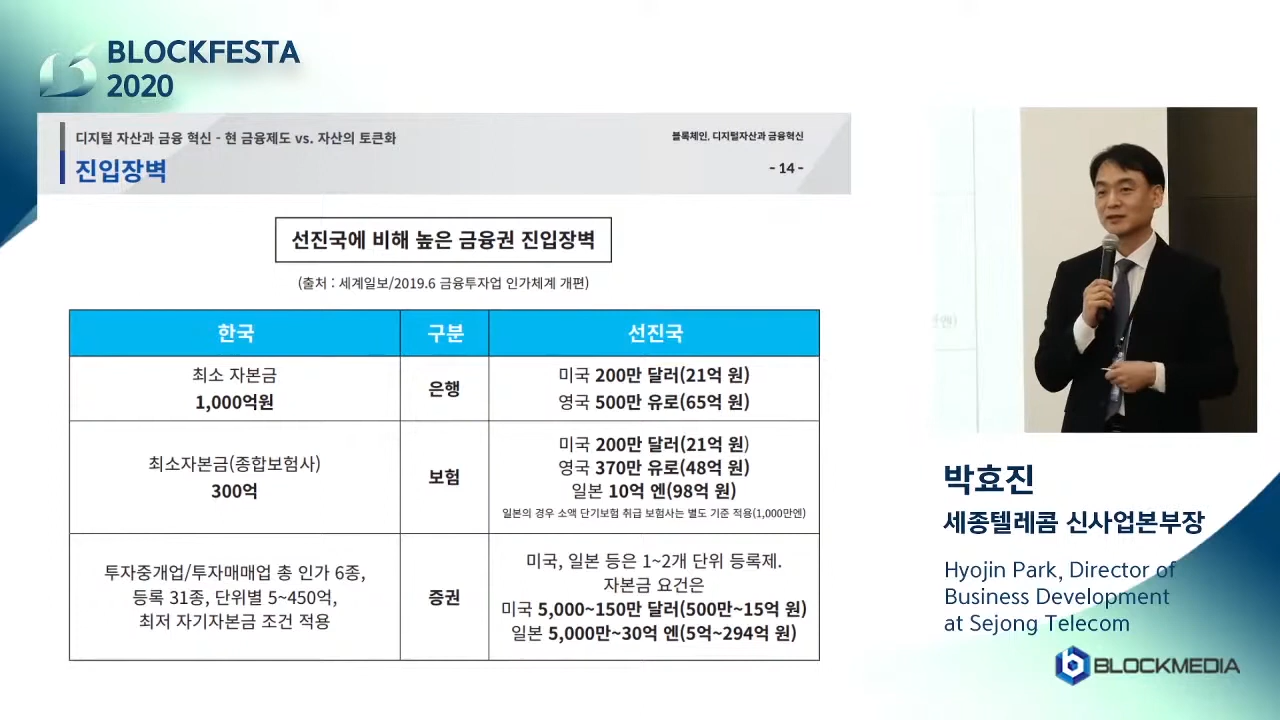 BLOCKFESTA
2020
디지털 자산과 금융 혁신 - 현 금융제도 vs. 자산의 토큰화
블록체인, 디지털자산과 금융혁신
진입장벽
- 14 -
선진국에 비해 높은 금융권 진입장벽
(출처 : 세계일보/2019.6 금융투자업 인가체계 개편)
한국 구분 선진국
최소 자본금
1,000억원
은행
미국 200만 달러(21억 원)
영국 500만 유로(65억 원)
최소자본금(종합보험사)
300억
보험
미국 200만 달러(21억 원)
영국 370만 유로(48억 원)
일본 10억 엔(98억 원)
일본의 경우 소액 단기보험 취급 보험사는 별도 기준 적용(1,000만엔)
투자중개업/투자매매업 총 인가 6종,
등록 31종, 단위별 5~450억,
최저 자기자본금 조건 적용
증권
미국, 일본 등은 1~2개 단위 등록제.
자본금 요건은
미국 5,000~150만 달러(500만~15억 원)
일본 5,000만~30억 엔(5억~294억 원)
만엔)
박효진
세종텔레콤 신사업본부장
Hyojin Park, Director of
Business Development
at Sejong Telecom
BLOCKMEDIA